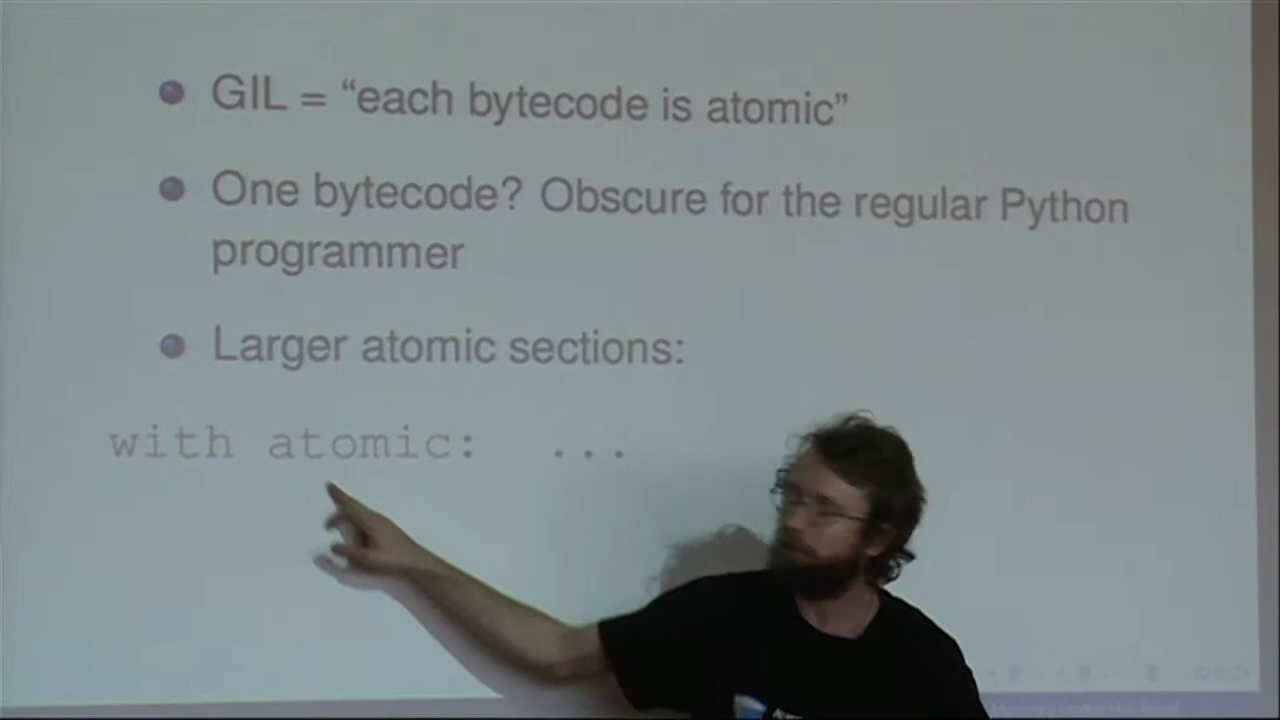 GIL = “each bytecode is atomic”
One bytecode? Obscure for the regular Python
programmer
Larger atomic sections:
with atomic:  ...